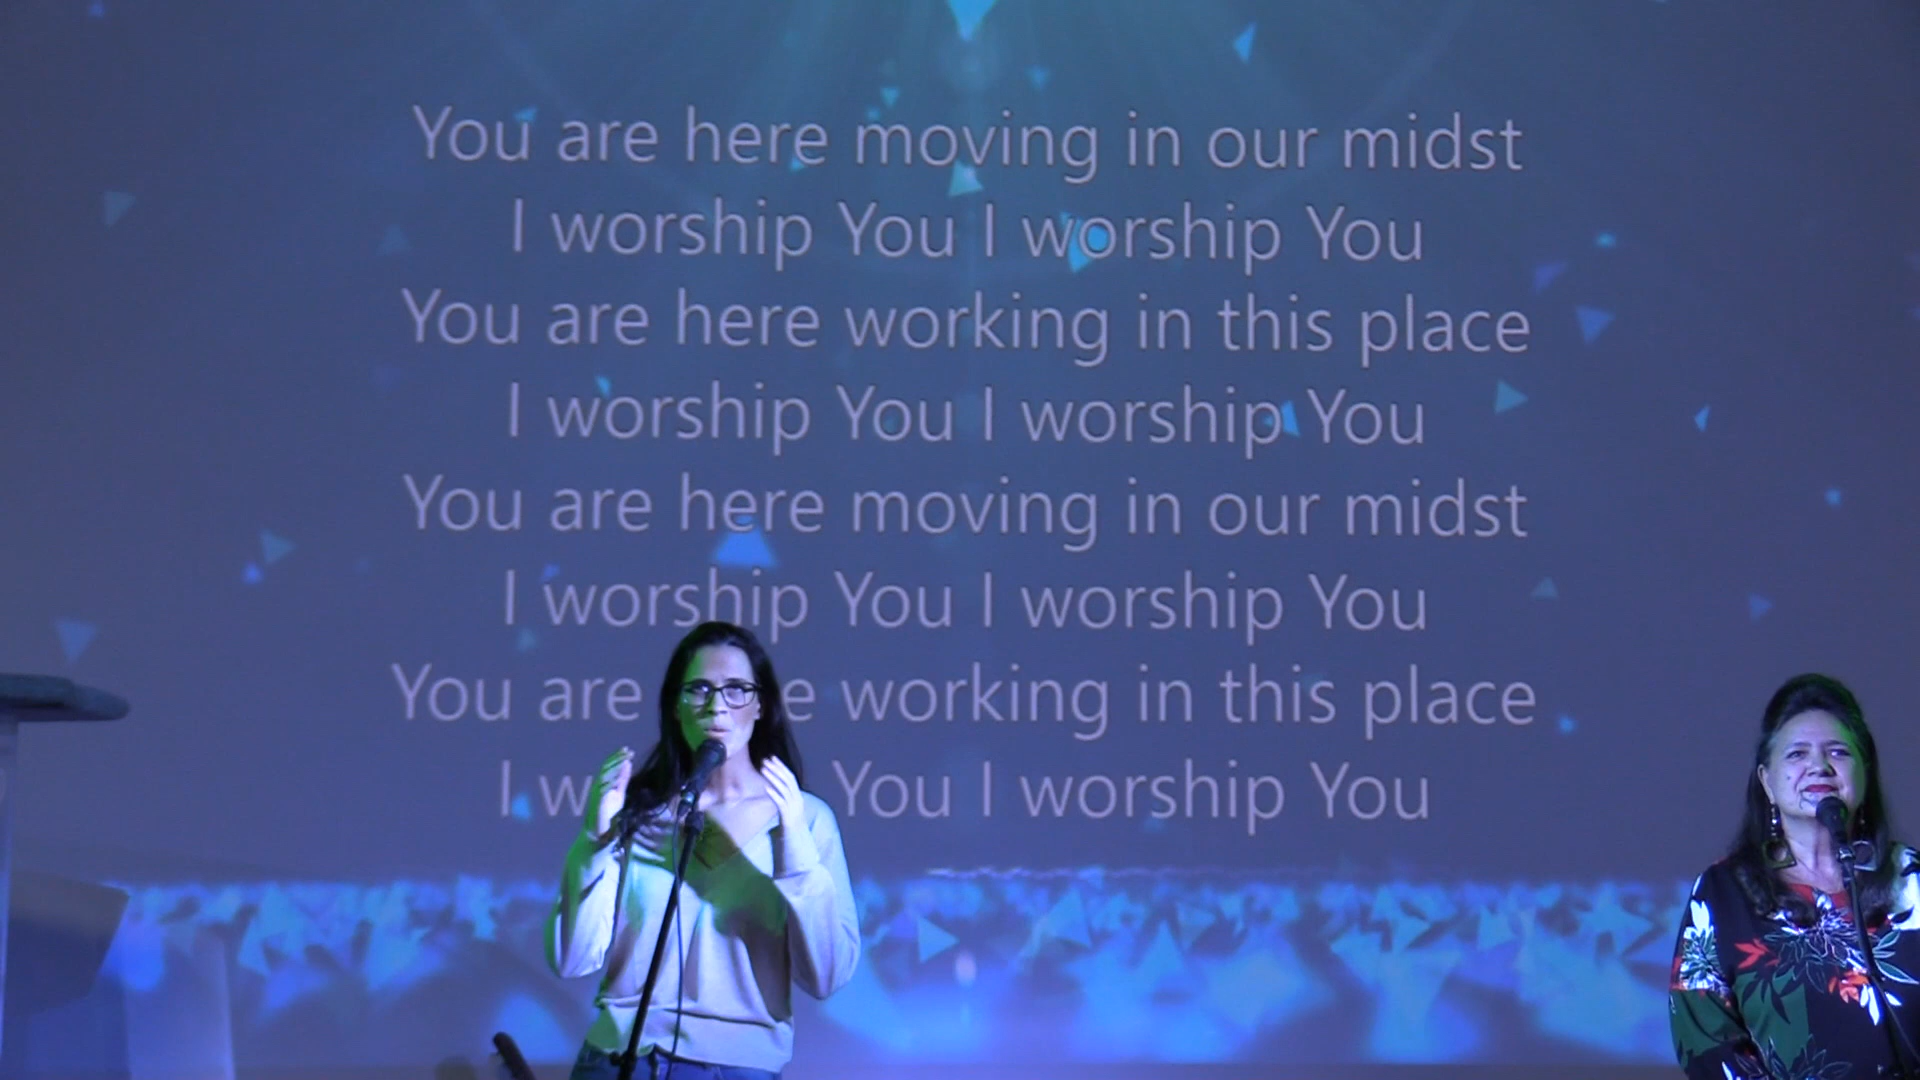 You are here moving in our midst
I worship You I worship You
You are here working in this place
I worship You I worship You
You are here moving in our midst
I worship You I worship You
You are working in this place
I You I worship You